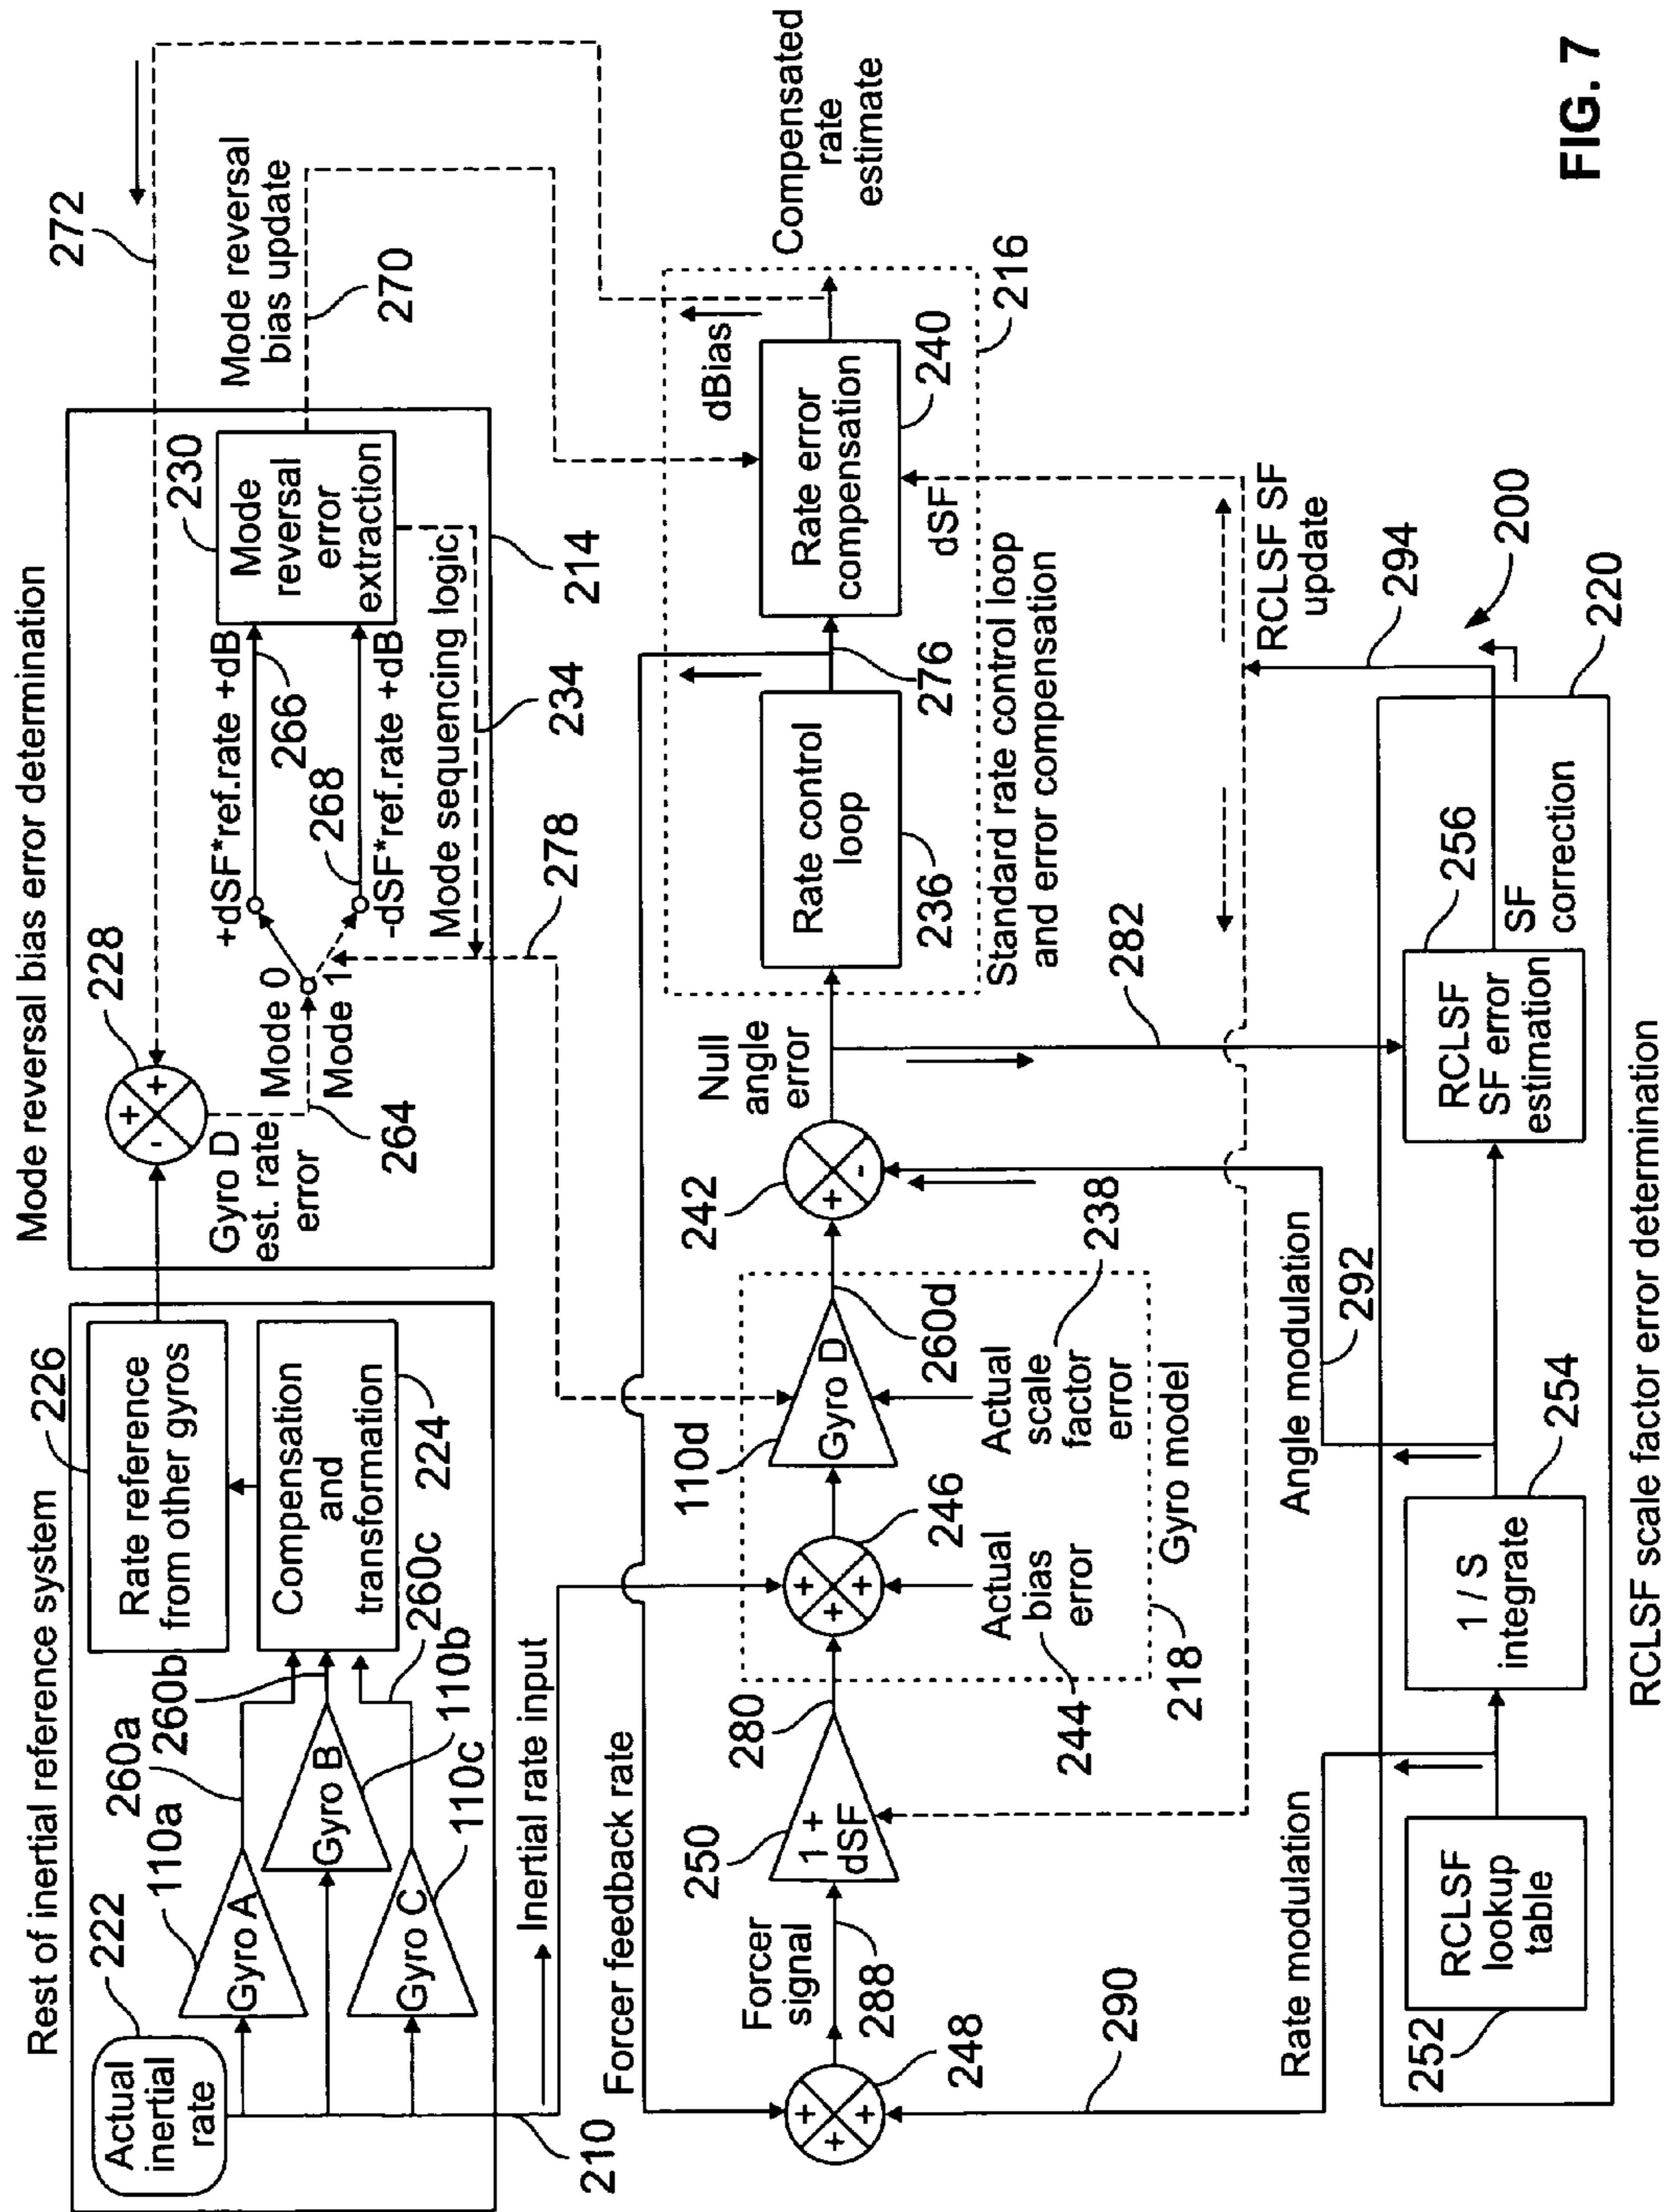 Rest of inertial reference system
222
Actual
inertial
rate
110a
260a
Gyro A
260b
Gyro B
110b
Gyro C
110c
260c
226
Rate reference
from other gyros
Compensation
and
transformation
224
210
Inertial rate input
Mode reversal bias error determination
228
+
+
-
Gyro D
est. rate
error
264
Mode 0
Mode 1
+dSF*ref.rate +dB
266
268
-dSF*ref.rate +dB
230
Mode
reversal
error
extraction
Mode sequencing logic
234
214
278
272
Mode reversal
bias update
270
Forcer feedback rate
+
+
+
248
Forcer
signal
288
250
1 +
dSF
280
+
+
+
246
110d
Gyro D
260d
Actual
bias
error
244
Actual
scale
factor
error
238
Gyro model
218
242
+
-
Null
angle
error
Rate control
loop
236
276
dBias
Rate error
compensation
240
dSF
216
Compensated
rate
estimate
Standard rate control loop
and error compensation
282
Rate modulation
290
Angle modulation
292
RCLSF SF
update
294
200
220
252
RCLSF
lookup
table
1 / S
integrate
254
RCLSF
SF error
estimation
256
SF
correction
RCLSF scale factor error determination
FIG. 7